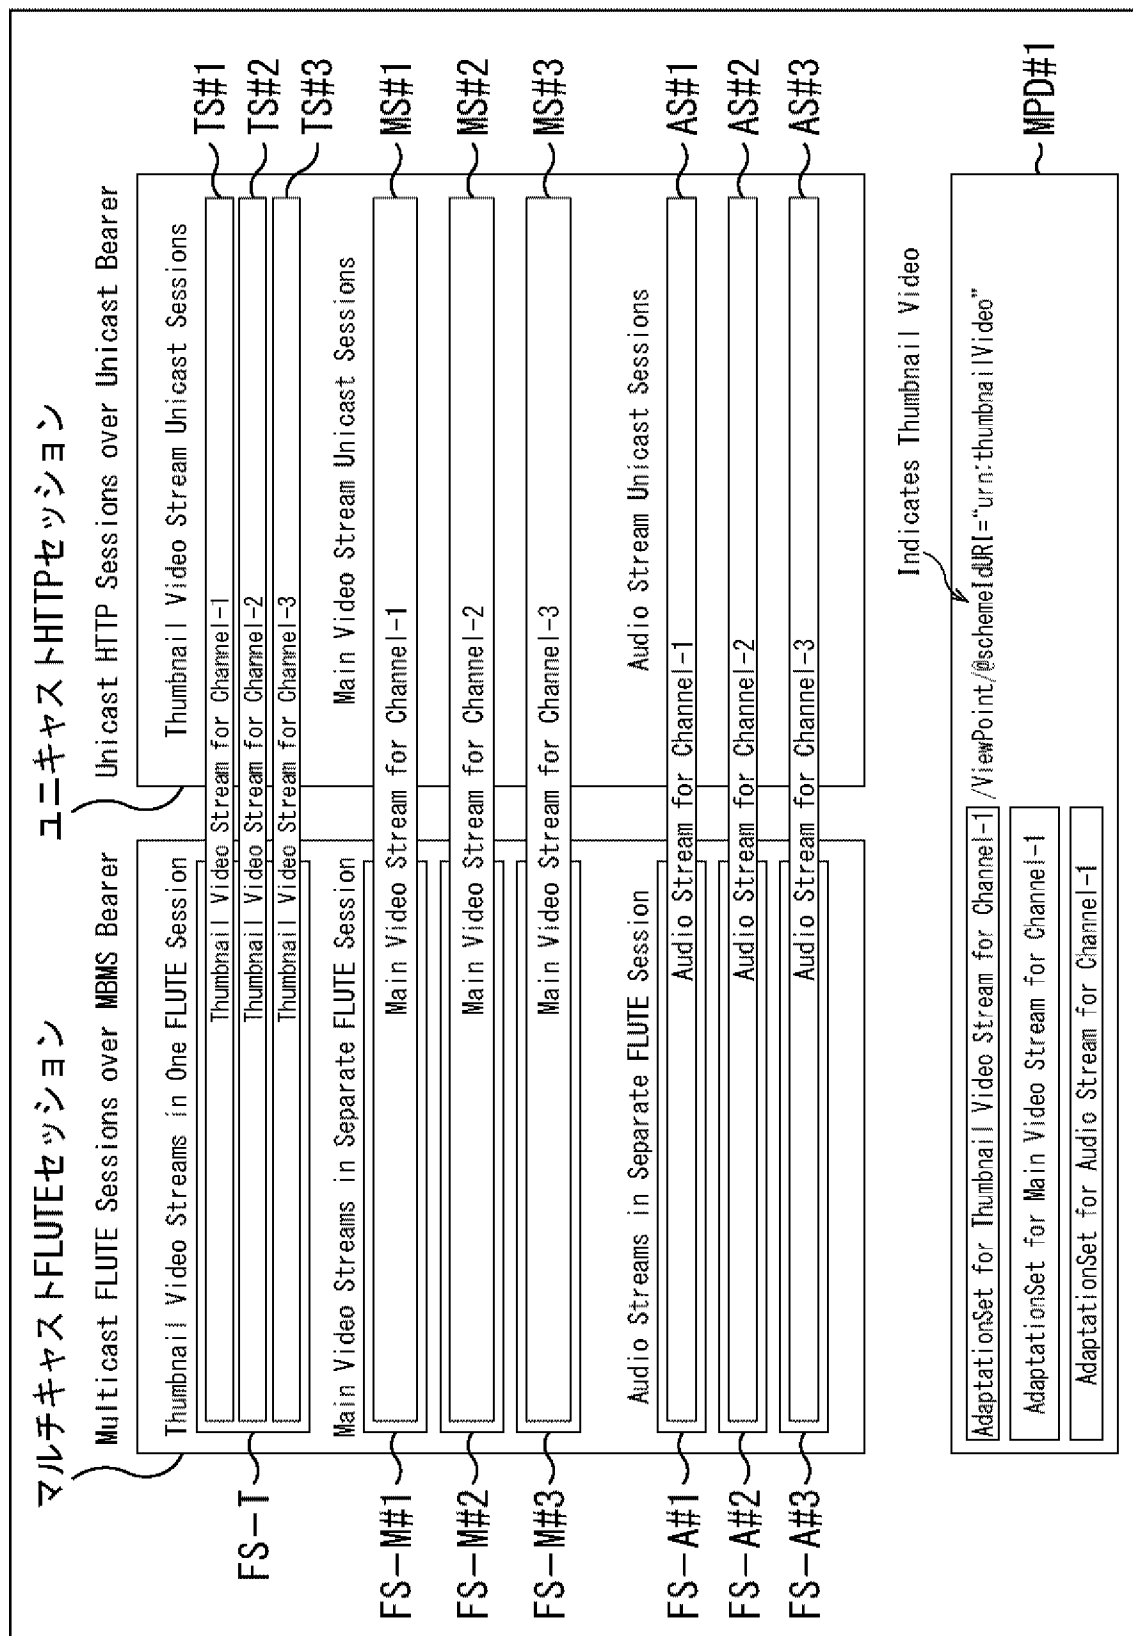 マルチキャストFLUTEセッション
ユニキャストHTTPセッション
Multicast FLUTE Sessions over MBMS Bearer
Unicast HTTP Sessions over Unicast Bearer
Thumbnail Video Streams in One FLUTE Session
Thumbnail Video Stream Unicast Sessions
FS-T
Thumbnail Video Stream for Channel-1
TS#1
Thumbnail Video Stream for Channel-2
TS#2
Thumbnail Video Stream for Channel-3
TS#3
Main Video Streams in Separate FLUTE Session
Main Video Stream Unicast Sessions
FS-M#1
Main Video Stream for Channel-1
MS#1
FS-M#2
Main Video Stream for Channel-2
MS#2
FS-M#3
Main Video Stream for Channel-3
MS#3
Audio Streams in Separate FLUTE Session
Audio Stream Unicast Sessions
FS-A#1
Audio Stream for Channel-1
AS#1
FS-A#2
Audio Stream for Channel-2
AS#2
FS-A#3
Audio Stream for Channel-3
AS#3
Indicates Thumbnail Video
AdaptationSet for Thumbnail Video Stream for Channel-1
/ViewPoint/@schemeIdURI=“urn:thumbnailVideo”
MPD#1
AdaptationSet for Main Video Stream for Channel-1
AdaptationSet for Audio Stream for Channel-1